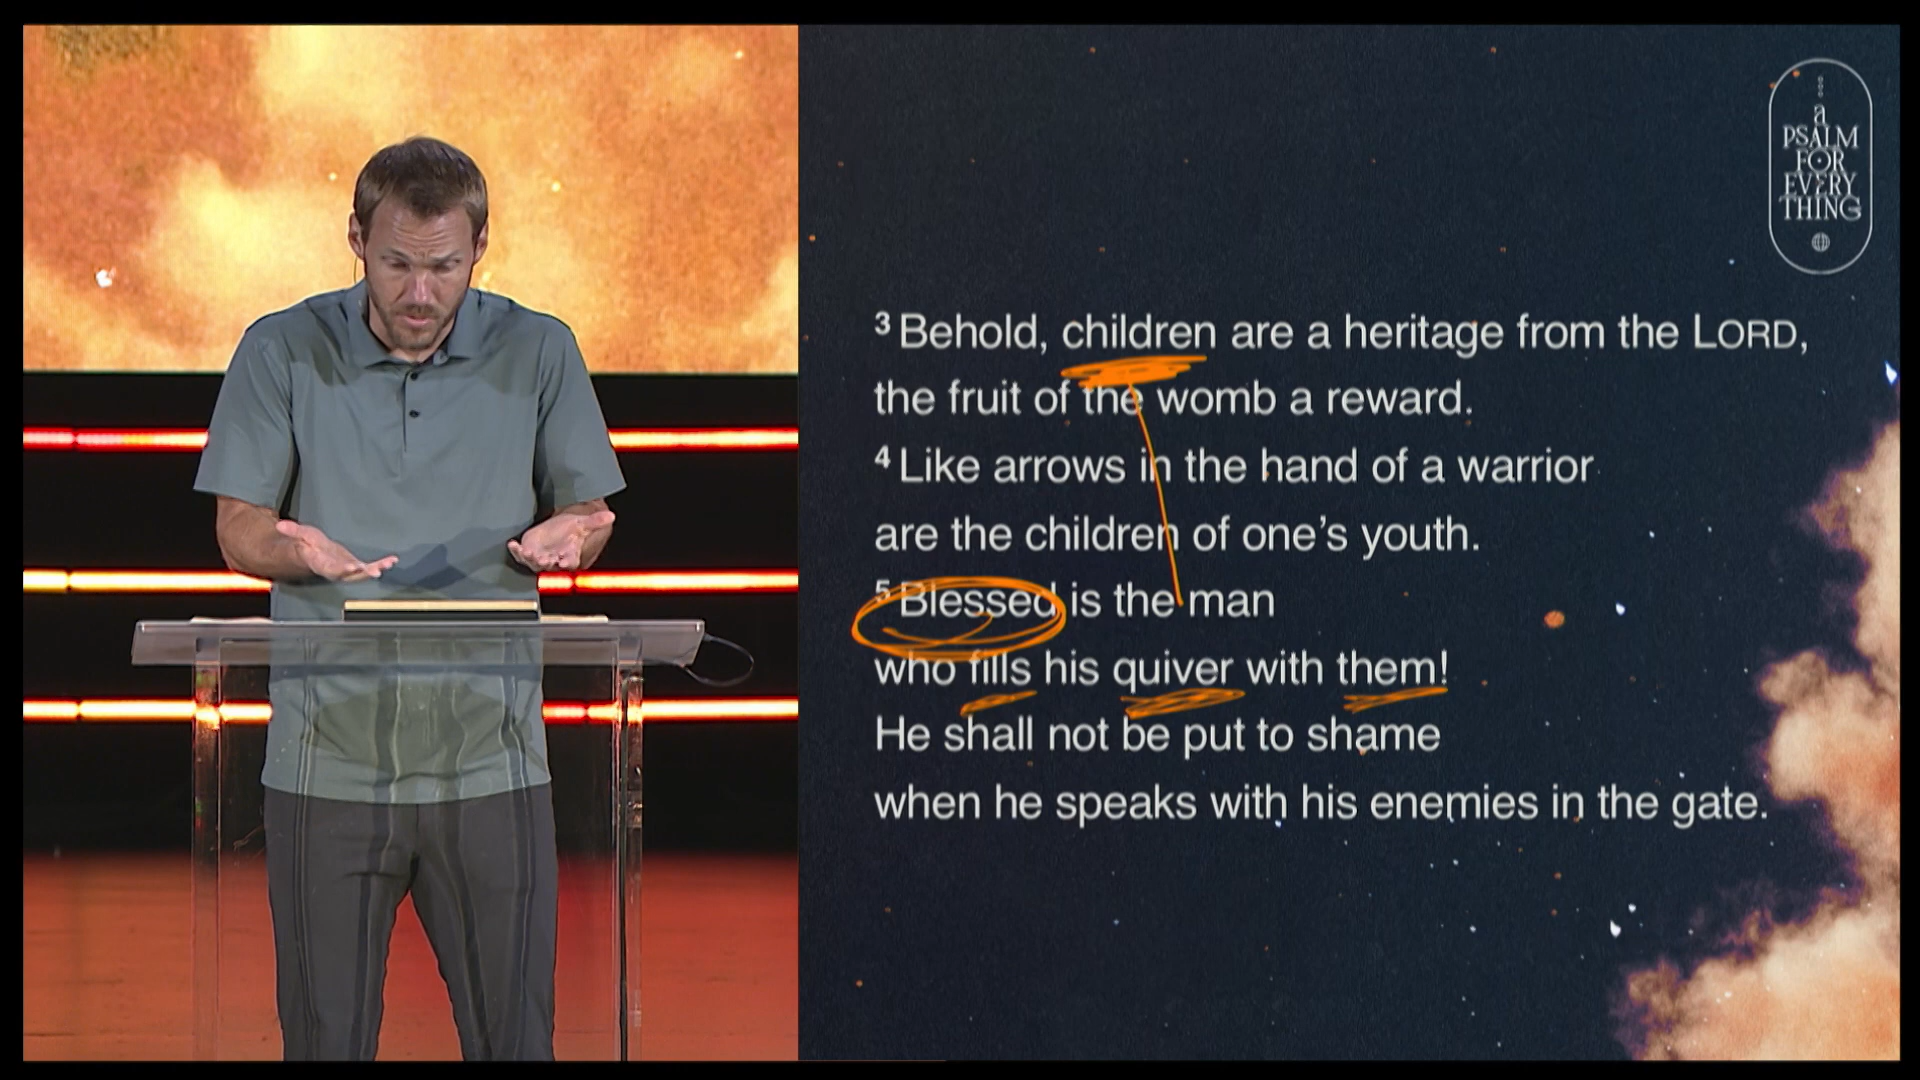 a
PSALM
FOR
EVERY
THING
3 Behold, children are a heritage from the LORD,
the fruit of the womb a reward.
4 Like arrows in the hand of a warrior
are the children of one’s youth.
5 Blessed is the man
who fills his quiver with them!
He shall not be put to shame
when he speaks with his enemies in the gate.